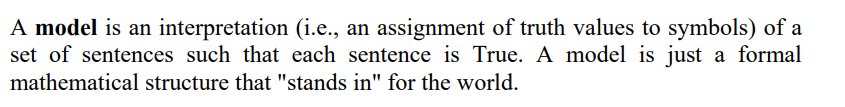 A model is an interpretation (i.e., an assignment of truth values to symbols) of a
set of sentences such that each sentence is True. A model is just a formal
mathematical structure that "stands in" for the world.